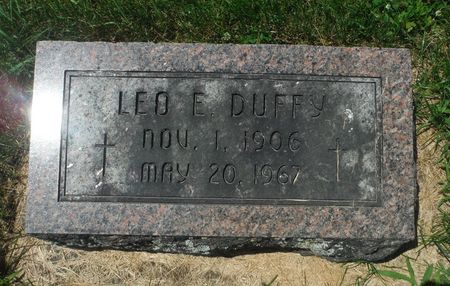 LEO E. DUFFY
NOV. 1, 1906
MAY 20, 1967